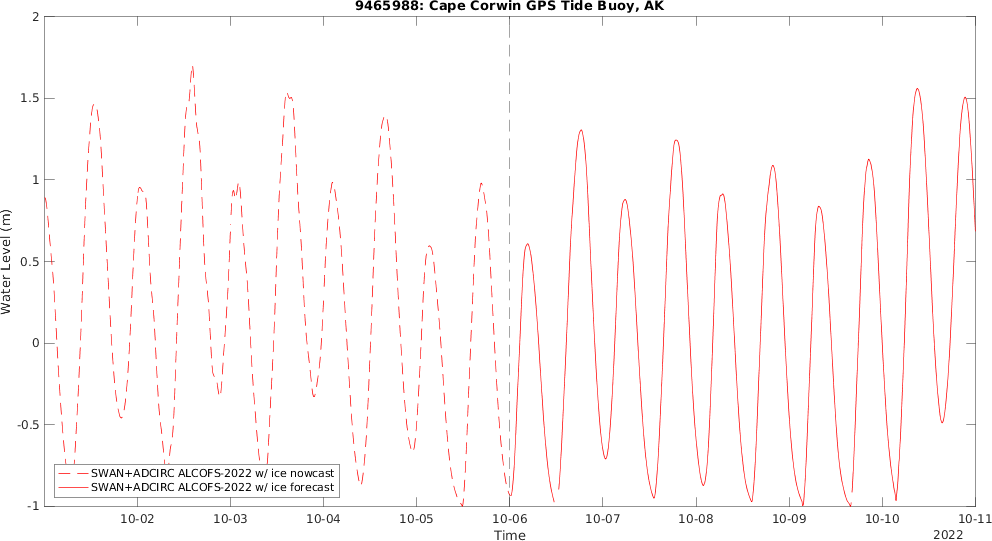 9465988: Cape Corwin GPS Tide Buoy, AK
2
1.5
1
0.5
0
-0.5
-1
Water Level (m)
SWAN+ADCIRC ALCOFS-2022 w/ ice nowcast
SWAN+ADCIRC ALCOFS-2022 w/ ice forecast
10-02 10-03 10-04 10-05 10-06 10-07 10-08 10-09 10-10 10-11
Time
2022